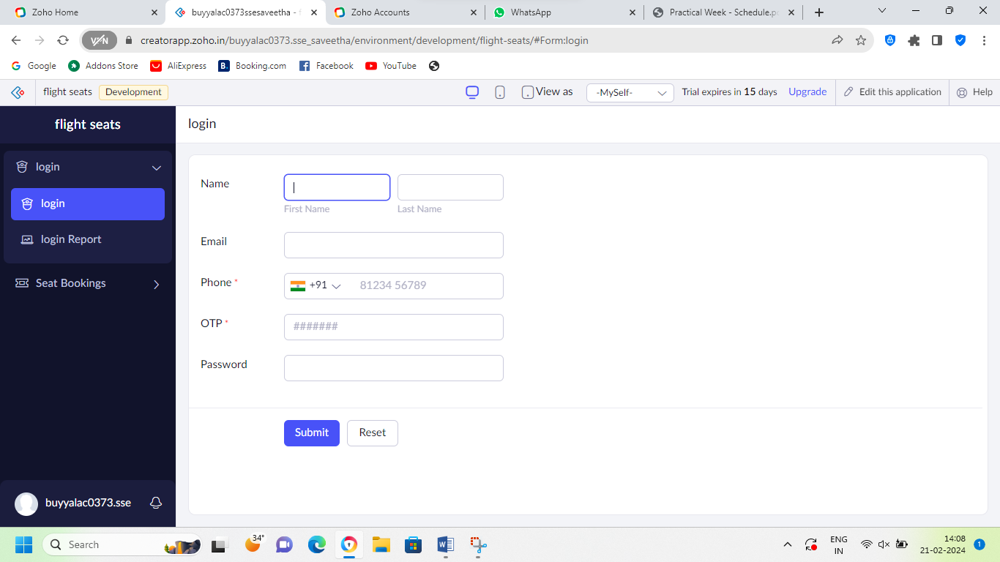 Zoho Home
buyyalac0373ssesaveetha - f
Zoho Accounts
WhatsApp
Practical Week - Schedule.p
VPN
creatorapp.zoho.in/buyyalac0373.sse_saveetha/environment/development/flight-seats/#Form:login
Google
Addons Store
AliExpress
B.
Booking.com
Facebook
YouTube
flight seats
Development
View as
-MySelf-
Trial expires in 15 days
Upgrade
Edit this application
Help
flight seats
login
login
login
login Report
Seat Bookings
Name
First Name
Last Name
Email
Phone *
+91
81234 56789
OTP *
#######
Password
Submit
Reset
buyyalac0373.sse
Search
34°
ENG
IN
14:08
21-02-2024
1